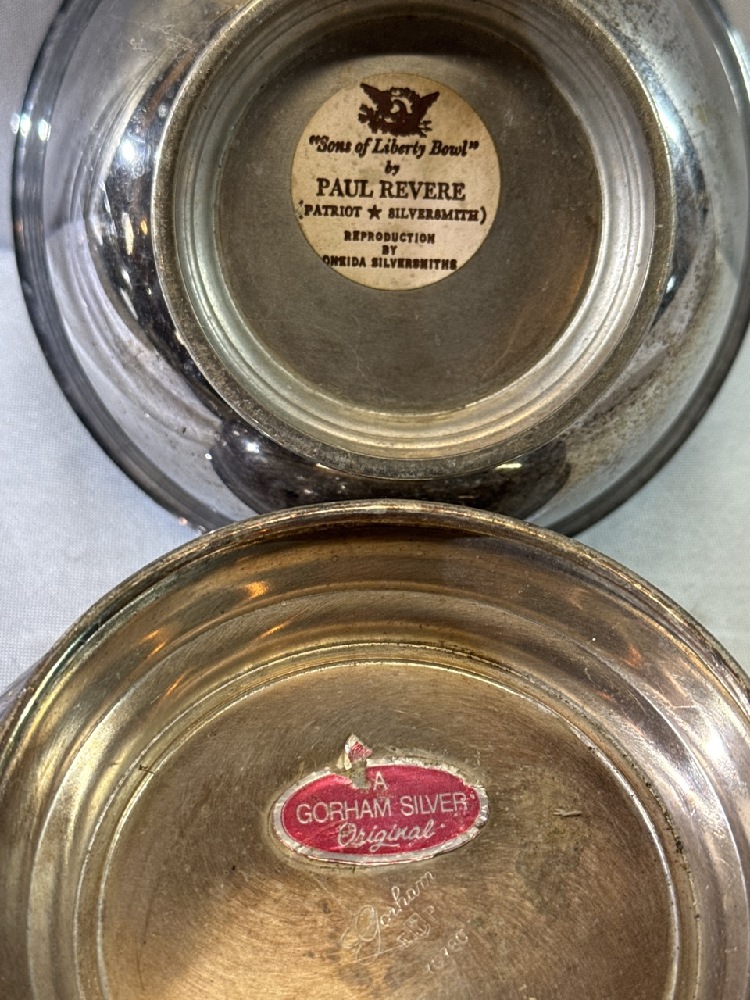 "Sons of Liberty Bowl"
by
PAUL REVERE
(PATRIOT ★ SILVERSMITH)
REPRODUCTION
BY
ONEIDA SILVERSMITHS
A
GORHAM SILVER
Original
Gorham